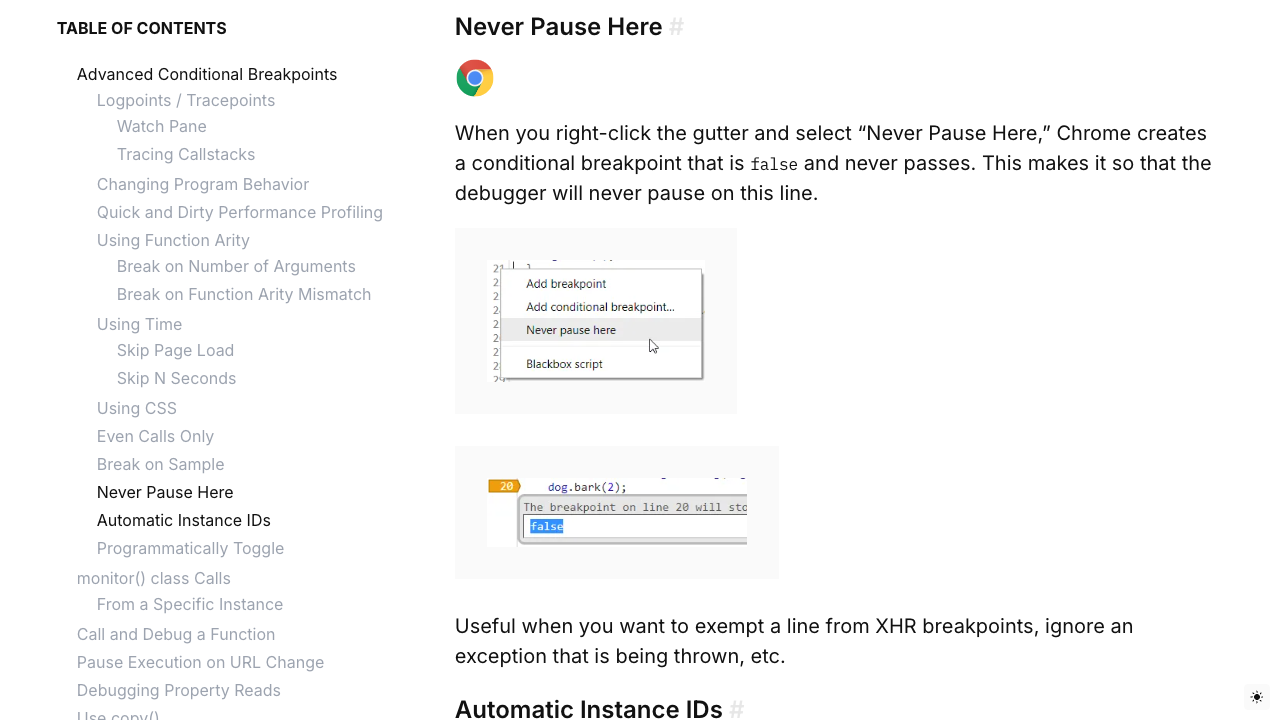 TABLE OF CONTENTS
Advanced Conditional Breakpoints
Logpoints / Tracepoints
Watch Pane
Tracing Callstacks
Changing Program Behavior
Quick and Dirty Performance Profiling
Using Function Arity
Break on Number of Arguments
Break on Function Arity Mismatch
Using Time
Skip Page Load
Skip N Seconds
Using CSS
Even Calls Only
Break on Sample
Never Pause Here
Automatic Instance IDs
Programmatically Toggle
monitor() class Calls
From a Specific Instance
Call and Debug a Function
Pause Execution on URL Change
Debugging Property Reads
Use copy()
Never Pause Here #
When you right-click the gutter and select “Never Pause Here,” Chrome creates
a conditional breakpoint that is false and never passes. This makes it so that the
debugger will never pause on this line.
21
Add breakpoint
Add conditional breakpoint...
Never pause here
Blackbox script
20 dog.bark(2);
The breakpoint on line 20 will sto
false
Useful when you want to exempt a line from XHR breakpoints, ignore an
exception that is being thrown, etc.
Automatic Instance IDs #